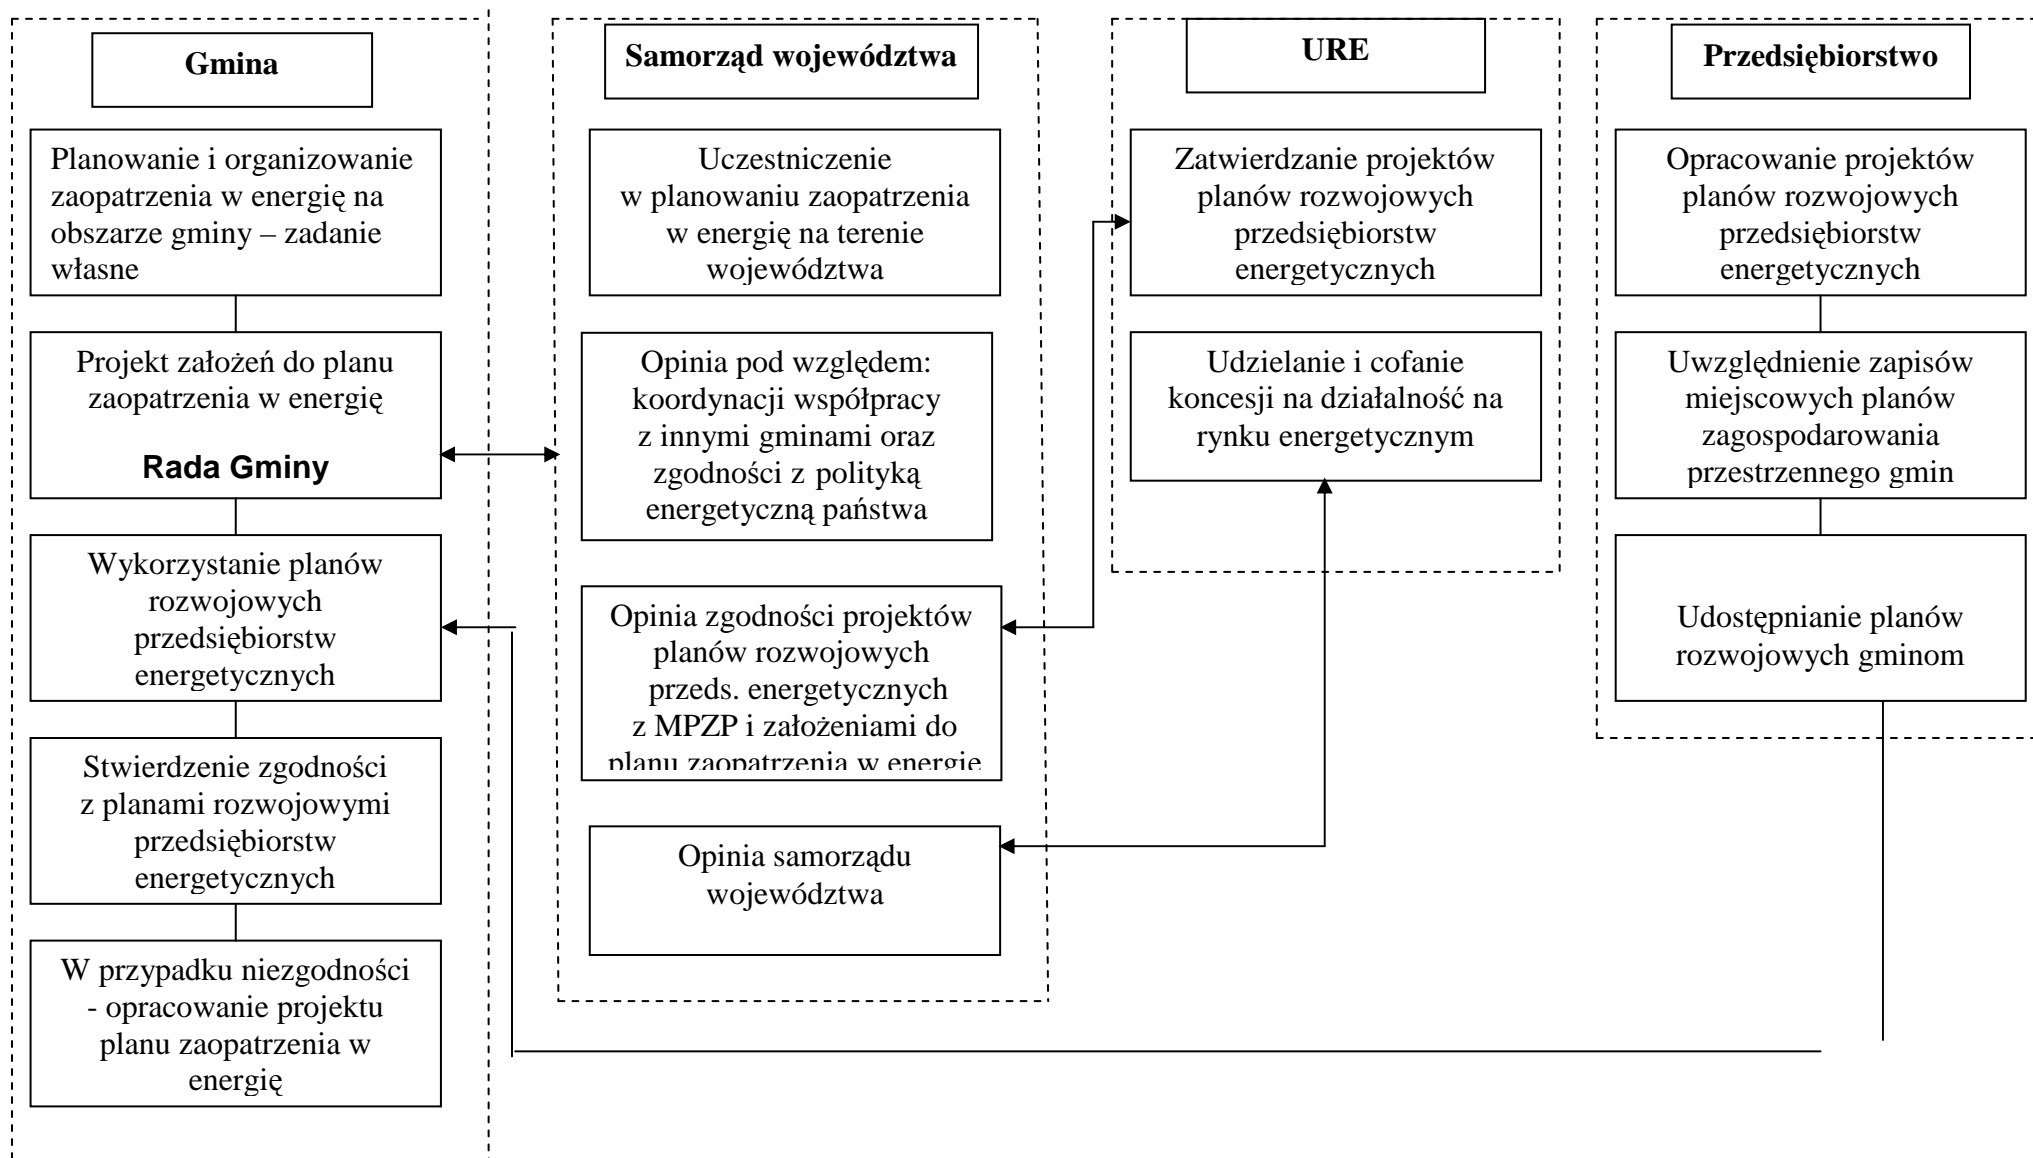 Gmina
Planowanie i organizowanie
zaopatrzenia w energię na
obszarze gminy – zadanie
własne
Projekt założeń do planu
zaopatrzenia w energię
Rada Gminy
Wykorzystanie planów
rozwojowych
przedsiębiorstw
energetycznych
Stwierdzenie zgodności
z planami rozwojowymi
przedsiębiorstw
energetycznych
W przypadku niezgodności
- opracowanie projektu
planu zaopatrzenia w
energię
Samorząd województwa
Uczestniczenie
w planowaniu zaopatrzenia
w energię na terenie
województwa
Opinia pod względem:
koordynacji współpracy
z innymi gminami oraz
zgodności z polityką
energetyczną państwa
Opinia zgodności projektów
planów rozwojowych
przeds. energetycznych
z MPZP i założeniami do
planu zaopatrzenia w energię
Opinia samorządu
województwa
URE
Zatwierdzanie projektów
planów rozwojowych
przedsiębiorstw
energetycznych
Udzielanie i cofanie
koncesji na działalność na
rynku energetycznym
Przedsiębiorstwo
Opracowanie projektów
planów rozwojowych
przedsiębiorstw
energetycznych
Uwzględnienie zapisów
miejscowych planów
zagospodarowania
przestrzennego gmin
Udostępnianie planów
rozwojowych gminom